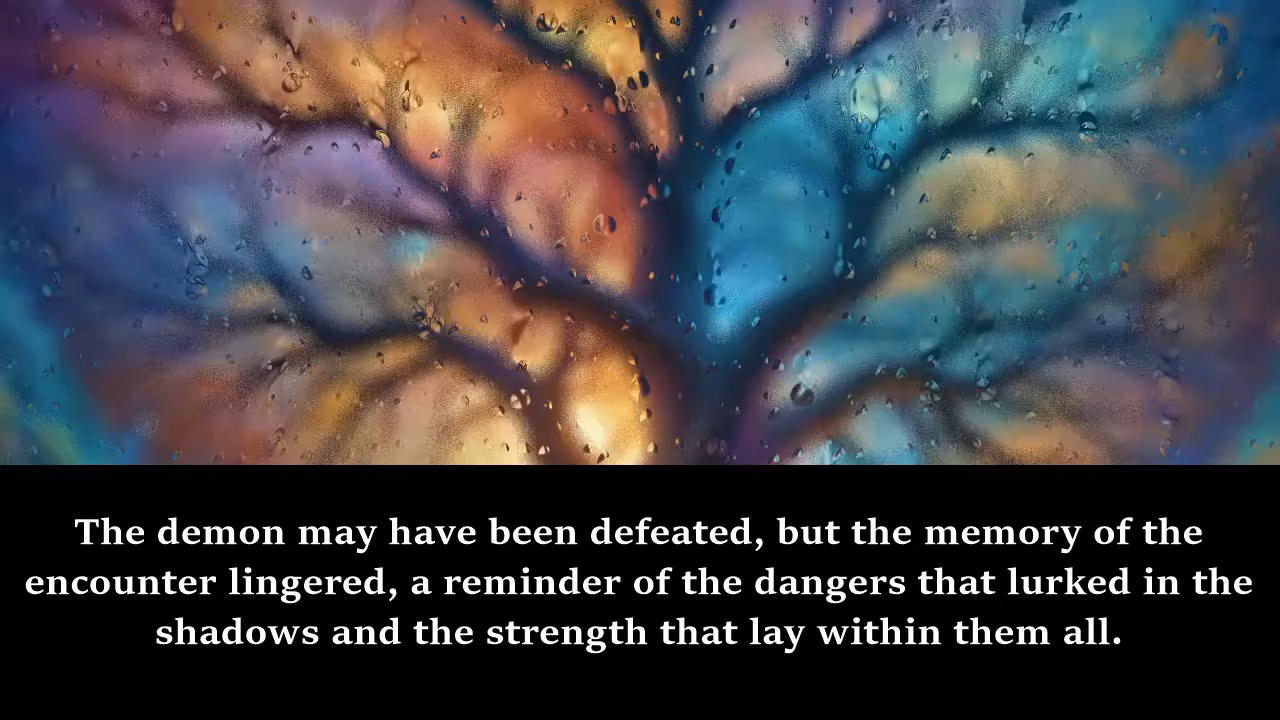 The demon may have been defeated, but the memory of the
encounter lingered, a reminder of the dangers that lurked in the
shadows and the strength that lay within them all.